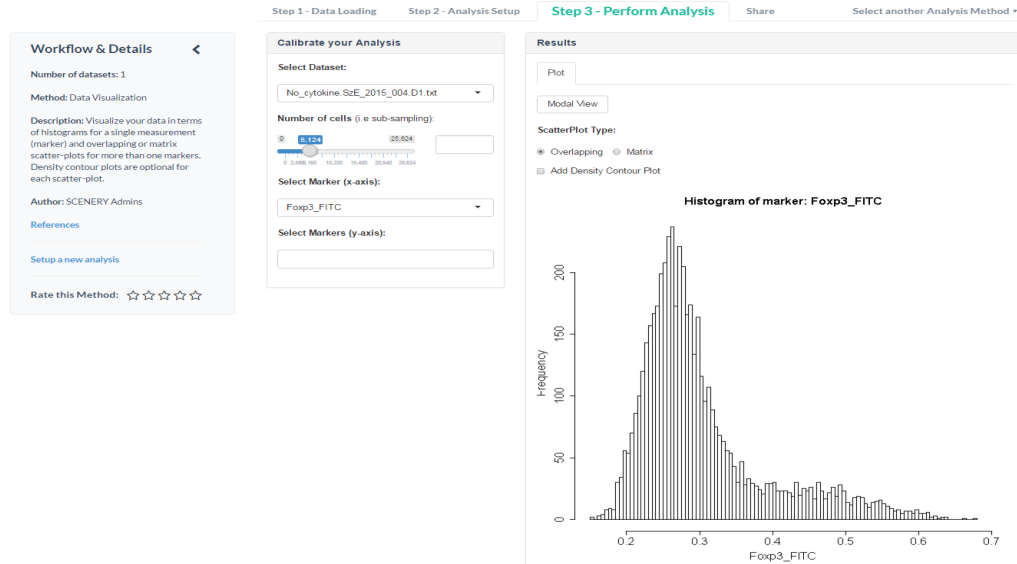 Step 1 - Data Loading Step 2 - Analysis Setup Step 3 - Perform Analysis Share Select another Analysis Method
Workflow & Details
Number of datasets: 1
Method: Data Visualization
Description: Visualize your data in terms
of histograms for a single measurement
(marker) and overlapping or matrix
scatter-plots for more than one markers.
Density contour plots are optional for
each scatter-plot.
Author: SCENERY Admins
References
Setup a new analysis
Rate this Method:
Calibrate your Analysis
Select Dataset:
No_cytokine.SzE_2015_004.D1.txt
Number of cells (i.e sub-sampling):
0 5,124 25,624
Select Marker (x-axis):
Foxp3_FITC
Select Markers (y-axis):
Results
Plot
Modal View
ScatterPlot Type:
Overlapping Matrix
Add Density Contour Plot
Histogram of marker: Foxp3_FITC
Frequency
200
150
100
50
0
0.2 0.3 0.4 0.5 0.6 0.7
Foxp3_FITC